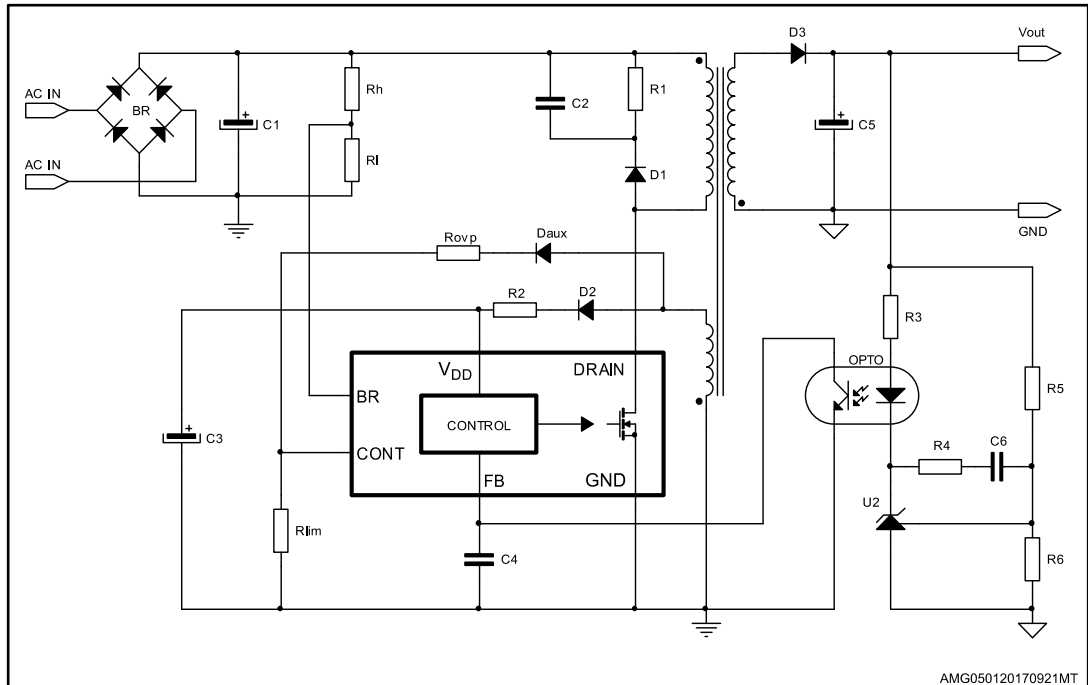 D3
Vout
AC IN
BR
C1
Rh
C2
R1
C5
AC IN
Rl
D1
GND
Rovp
Daux
R2
D2
R3
VDD
DRAIN
OPTO
BR
R5
C3
CONTROL
CONT
R4
C6
FB
GND
U2
Rlim
C4
R6
AMG050120170921MT